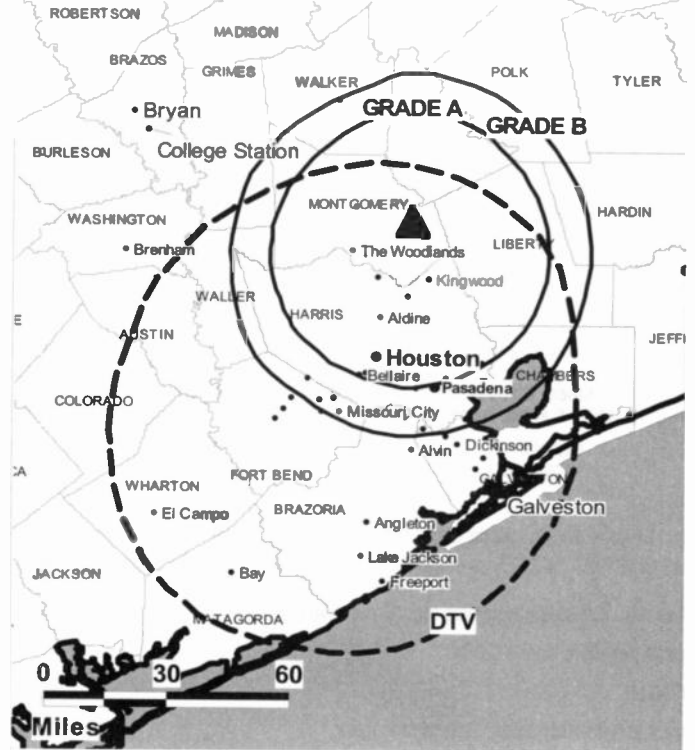 ROBERTSON
MADISON
BRAZOS
GRIMES
WALKER
POLK
TYLER
GRADE A
GRADE B
Bryan
College Station
BURLESON
MONTGOMERY
HARDIN
WASHINGTON
Brenham
The Woodlands
LIBERTY
Kingwood
WALLER
HARRIS
Aldine
E
AUSTIN
JEFF
Houston
Bellaire
CHAMBERS
Pasadena
COLORADO
Missouri City
Alvin
Dickinson
CA
FORT BEND
GALVESTON
WHARTON
El Campo
BRAZORIA
Galveston
Angleton
Lake Jackson
JACKSON
Bay
Freeport
MATAGORDA
DTV
0 30 60
Miles